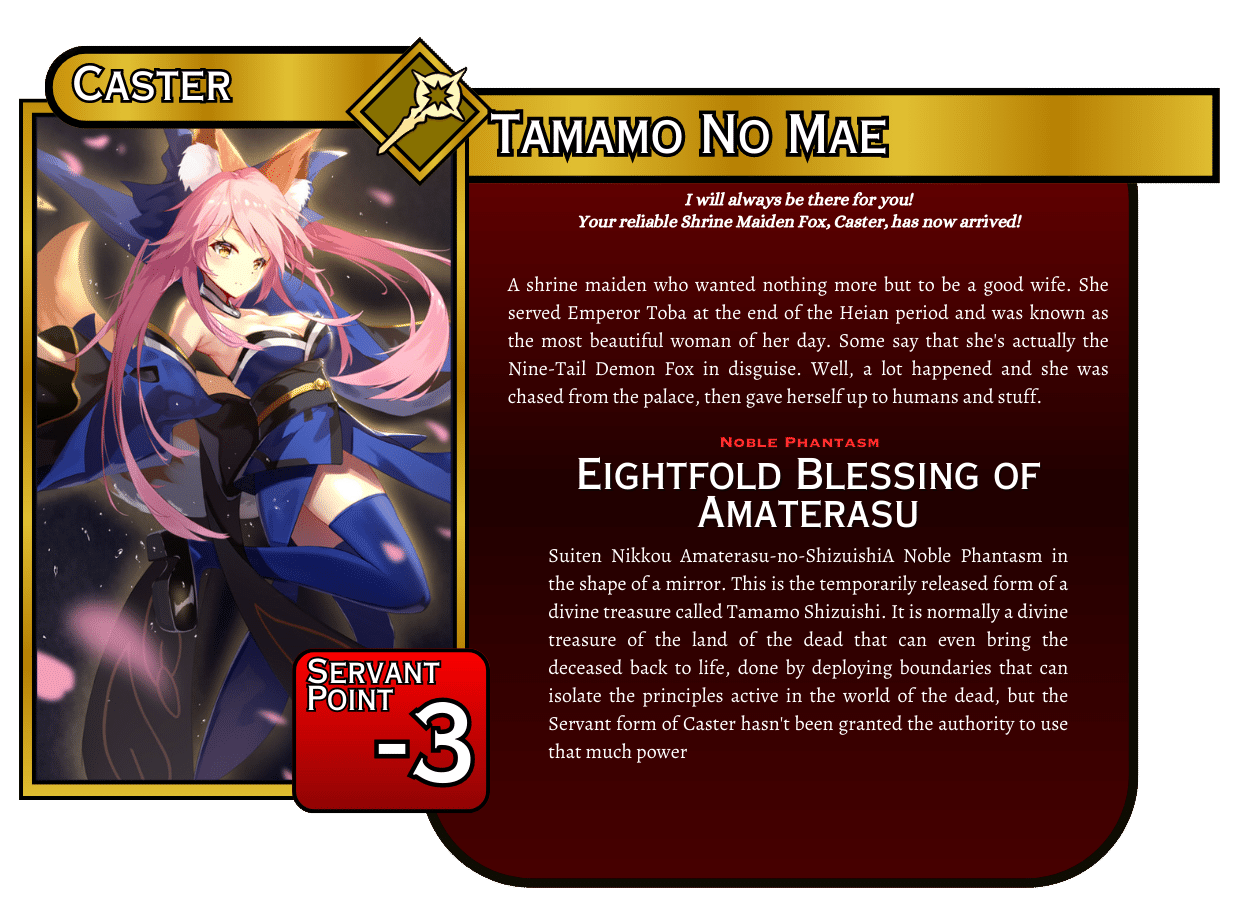 Caster
Tamamo No Mae
I will always be there for you!
Your reliable Shrine Maiden Fox, Caster, has now arrived!
A shrine maiden who wanted nothing more but to be a good wife. She
served Emperor Toba at the end of the Heian period and was known as
the most beautiful woman of her day. Some say that she's actually the
Nine-Tail Demon Fox in disguise. Well, a lot happened and she was
chased from the palace, then gave herself up to humans and stuff.
Noble Phantasm
Eightfold Blessing of
Amaterasu
Suiten Nikkou Amaterasu-no-ShizuishiA Noble Phantasm in
the shape of a mirror. This is the temporarily released form of a
divine treasure called Tamamo Shizuishi. It is normally a divine
treasure of the land of the dead that can even bring the
deceased back to life, done by deploying boundaries that can
isolate the principles active in the world of the dead, but the
Servant form of Caster hasn't been granted the authority to use
that much power
Servant
Point
-3